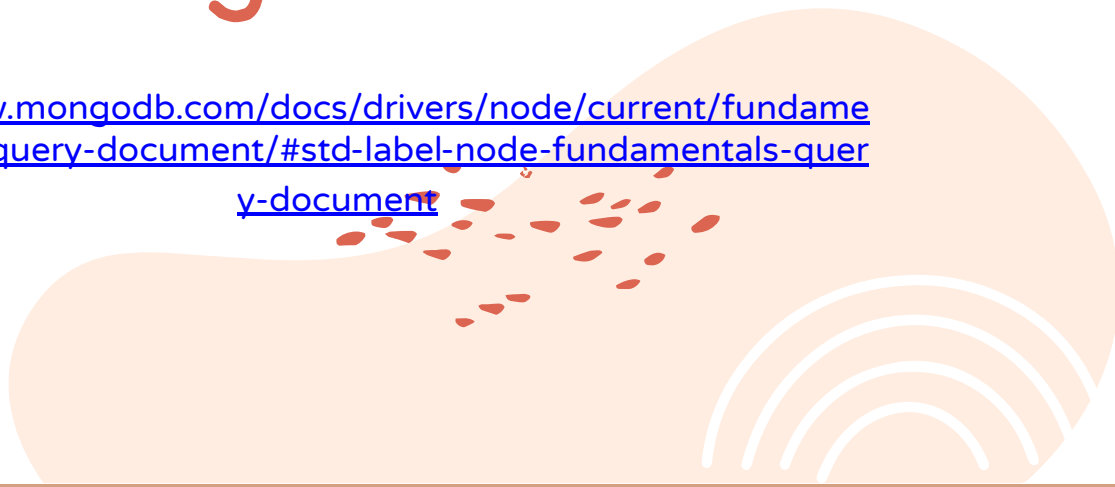 .mongodb.com/docs/drivers/node/current/fundame
query-document/#std-label-node-fundamentals-quer
y-document